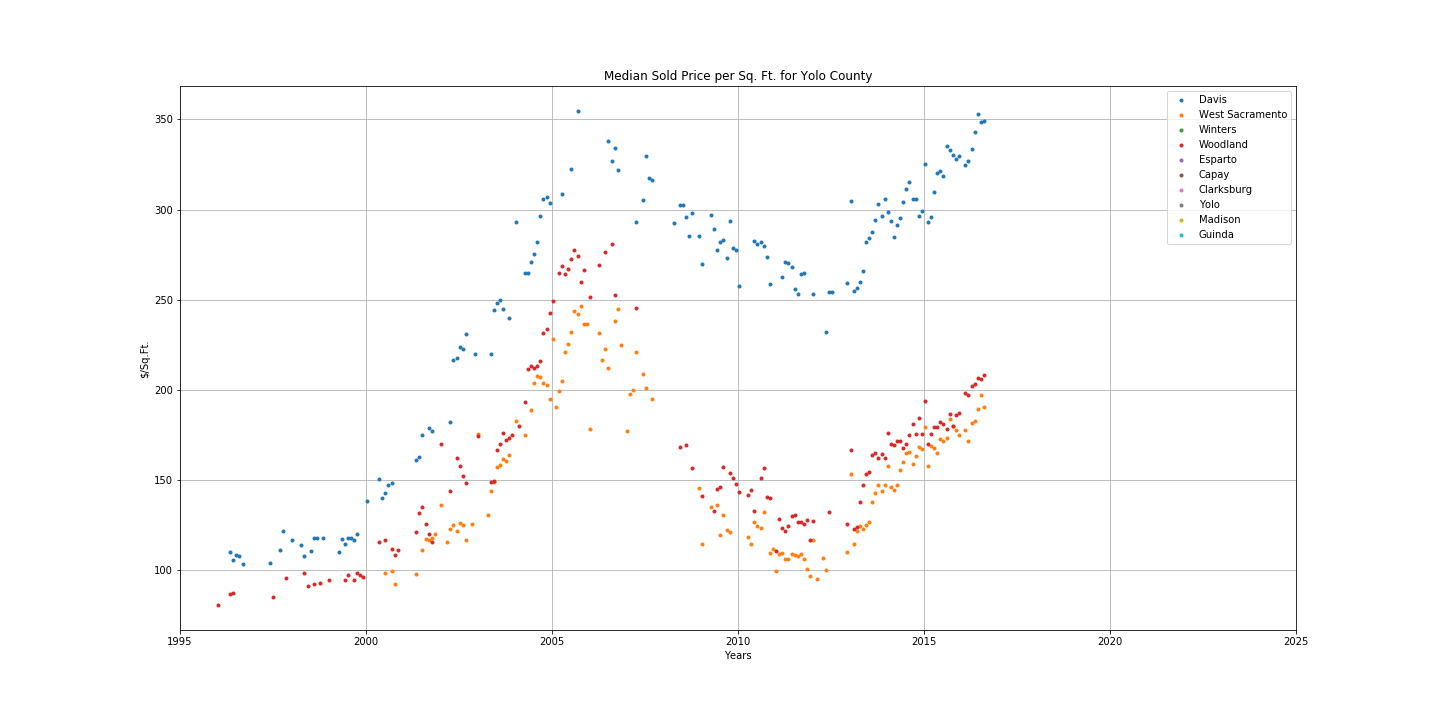 Median Sold Price per Sq. Ft. for Yolo County
350
300
250
200
150
100
$/Sq.Ft.
1995
2000
2005
2010
2015
2020
2025
Years
Davis
West Sacramento
Winters
Woodland
Esparto
Capay
Clarksburg
Yolo
Madison
Guinda